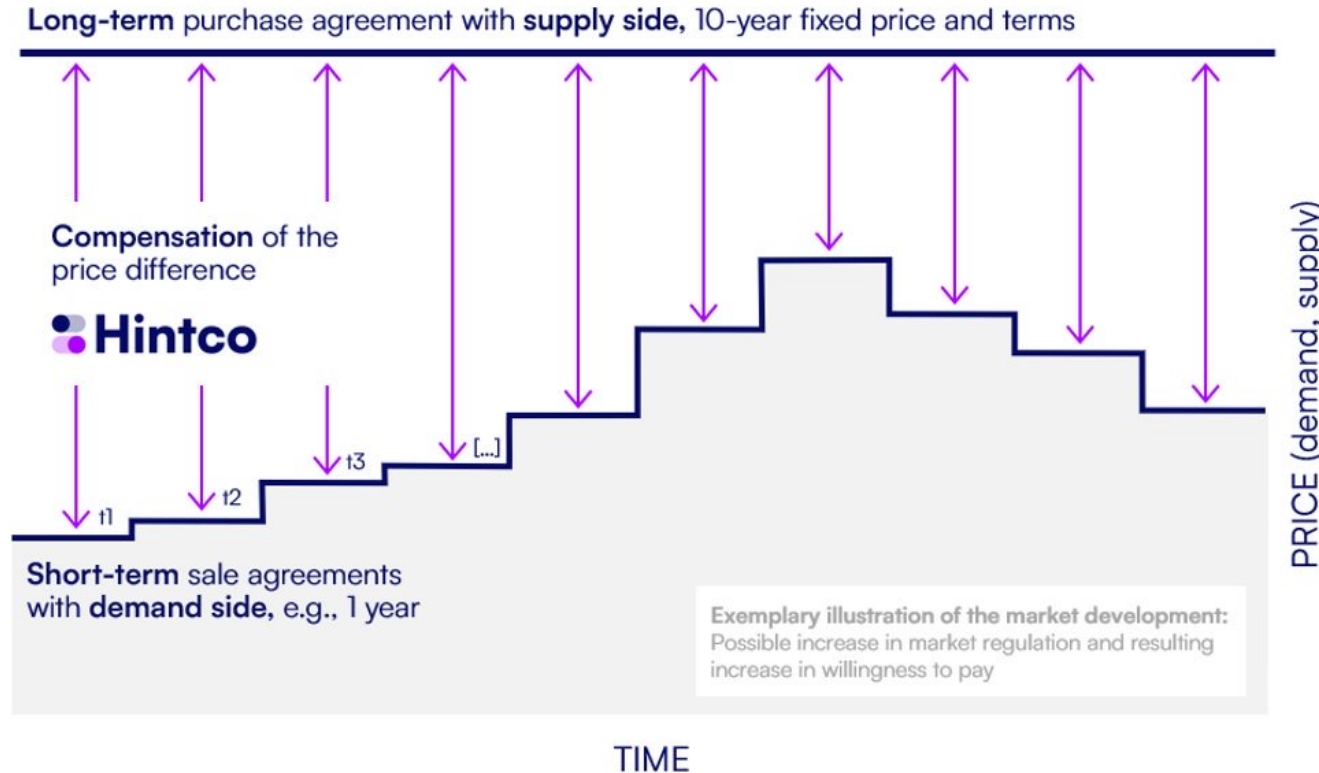 Long-term purchase agreement with supply side, 10-year fixed price and terms
Compensation of the
price difference
Hintco
t1
t2
t3
[...]
Short-term sale agreements
with demand side, e.g., 1 year
Exemplary illustration of the market development:
Possible increase in market regulation and resulting
increase in willingness to pay
PRICE (demand, supply)
TIME